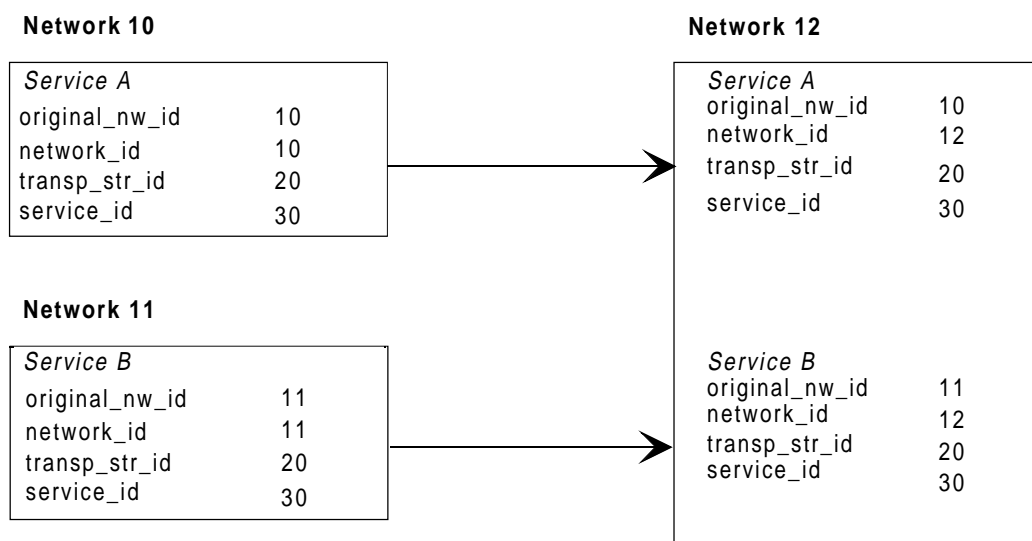 Network 10
Service A
original_nw_id 10
network_id 10
transp_str_id 20
service_id 30
Network 11
Service B
original_nw_id 11
network_id 11
transp_str_id 20
service_id 30
Network 12
Service A
original_nw_id 10
network_id 12
transp_str_id 20
service_id 30
Service B
original_nw_id 11
network_id 12
transp_str_id 20
service_id 30